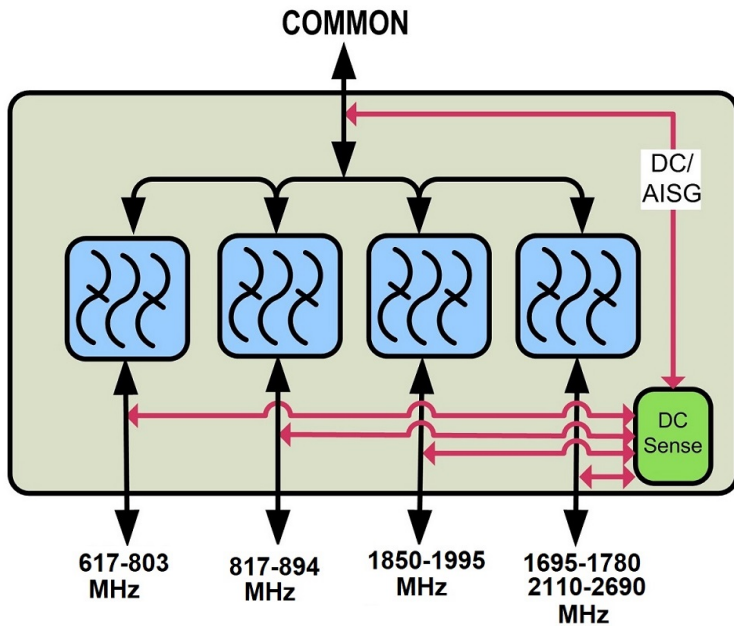 COMMON
DC/
AISG
DC
Sense
617-803
MHz
817-894
MHz
1850-1995
MHz
1695-1780
2110-2690
MHz